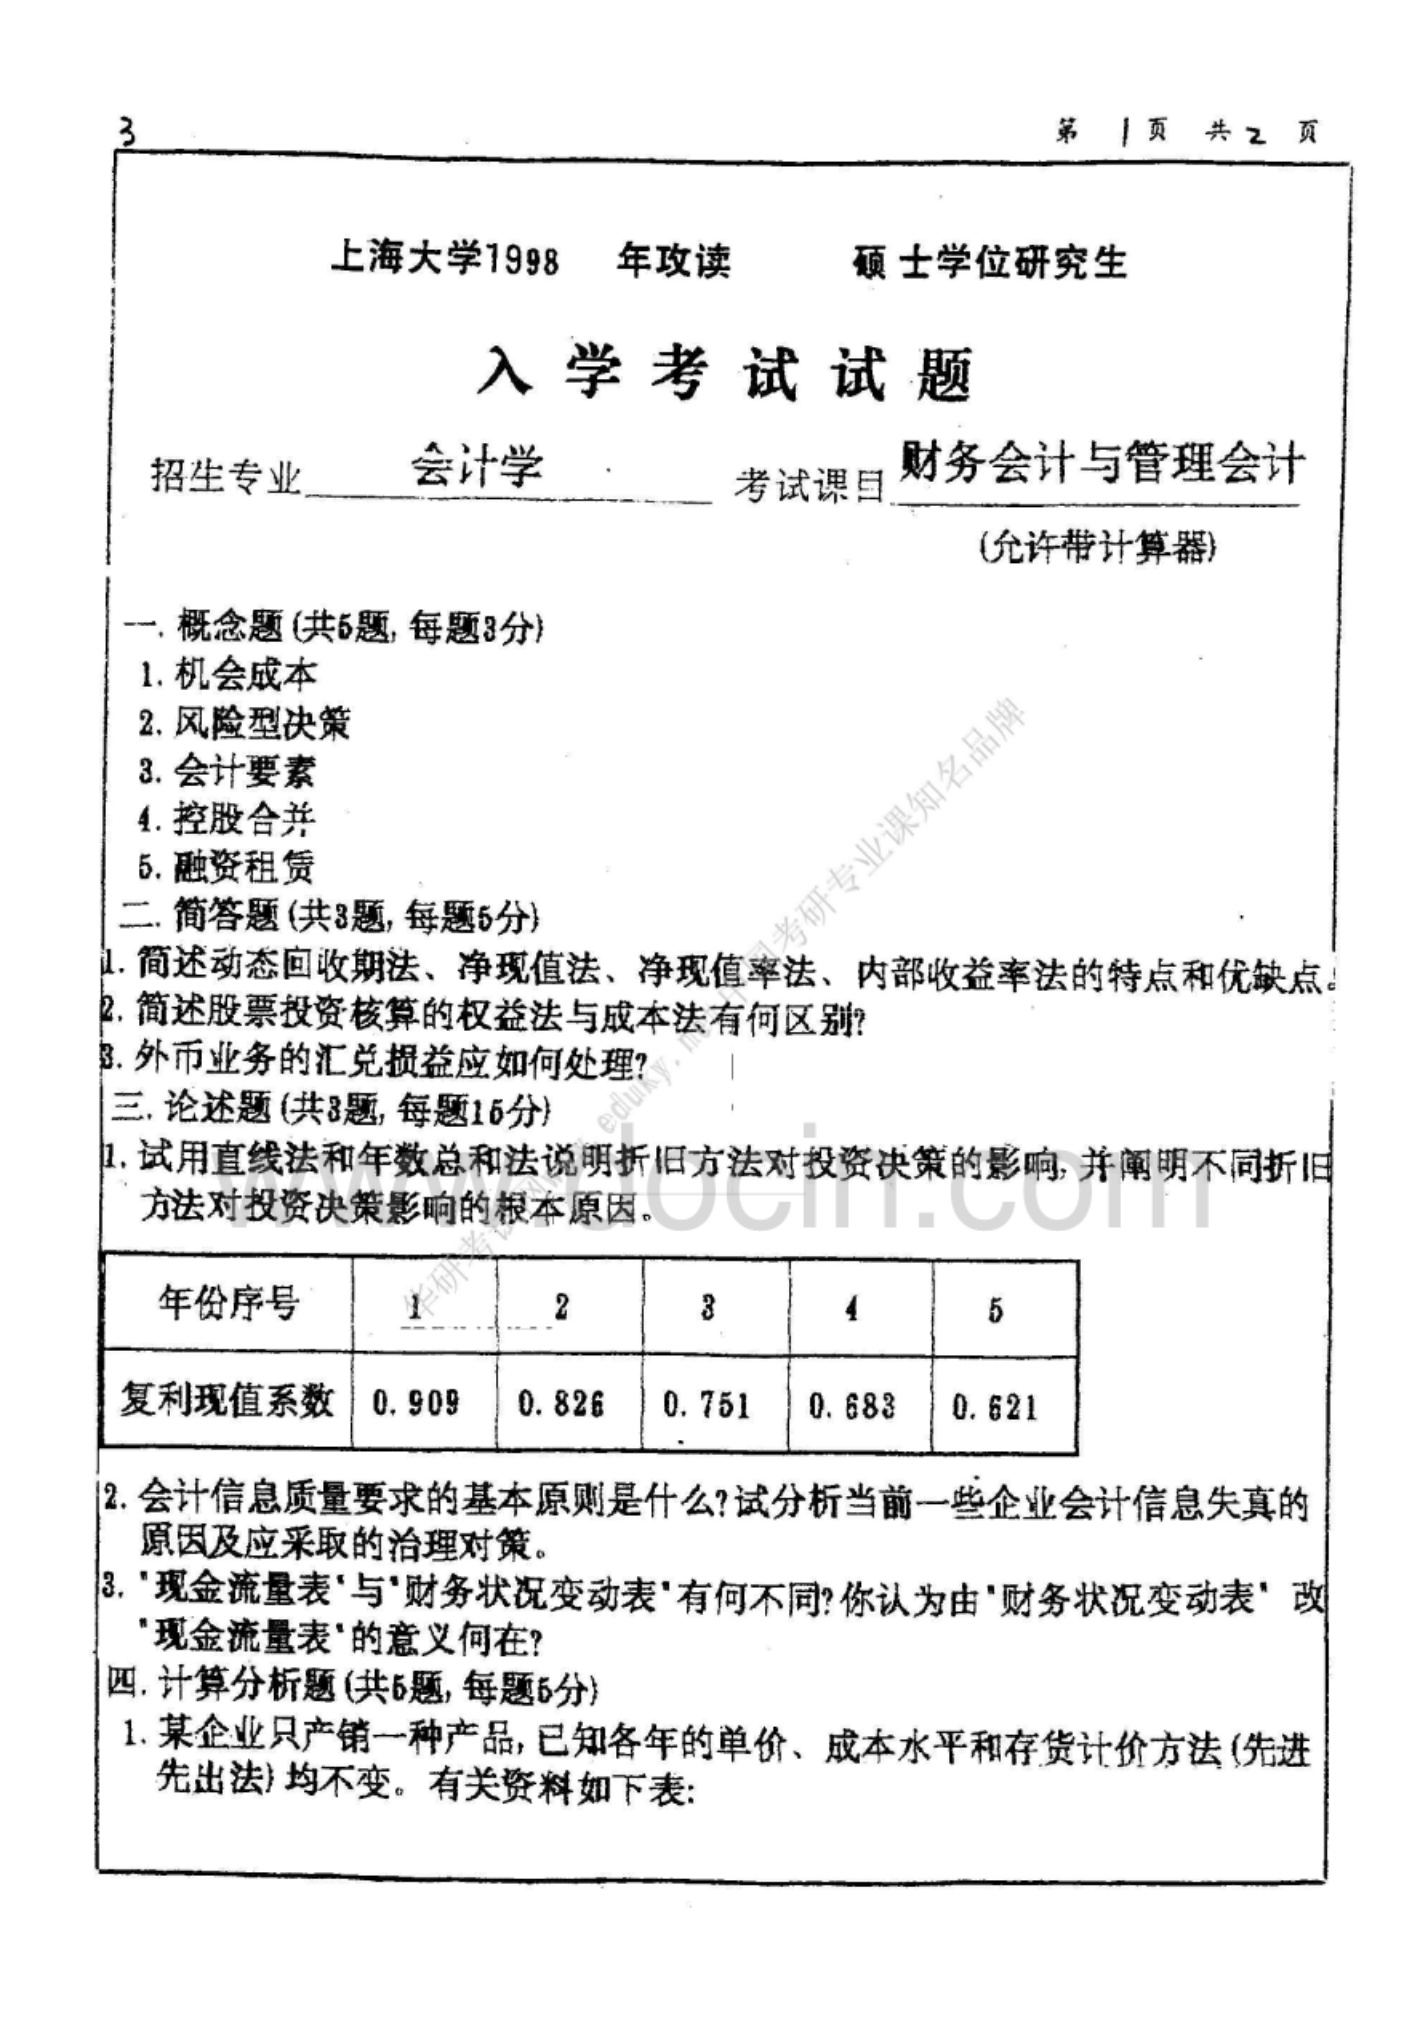 3
第 1 页 共 2 页
上海大学1998 年攻读 硕士学位研究生
入学考试试题
招生专业 会计学 考试课目 财务会计与管理会计
(允许带计算器)
一. 概念题(共5题, 每题3分)
1. 机会成本
2. 风险型决策
3. 会计要素
4. 控股合并
5. 融资租赁
二. 简答题(共3题, 每题5分)
1. 简述动态回收期法、净现值法、净现值率法、内部收益率法的特点和优缺点。
2. 简述股票投资核算的权益法与成本法有何区别?
3. 外币业务的汇兑损益应如何处理?
三. 论述题(共3题, 每题15分)
1. 试用直线法和年数总和法说明折旧方法对投资决策的影响, 并阐明不同折旧
方法对投资决策影响的根本原因。
年份序号 1 2 3 4 5
复利现值系数 0.909 0.826 0.751 0.683 0.621
2. 会计信息质量要求的基本原则是什么?试分析当前一些企业会计信息失真的
原因及应采取的治理对策。
3. "现金流量表"与"财务状况变动表"有何不同?你认为由"财务状况变动表" 改
"现金流量表"的意义何在?
四. 计算分析题(共5题, 每题5分)
1. 某企业只产销一种产品, 已知各年的单价、成本水平和存货计价方法(先进
先出法)均不变。有关资料如下表:
www.docin.com